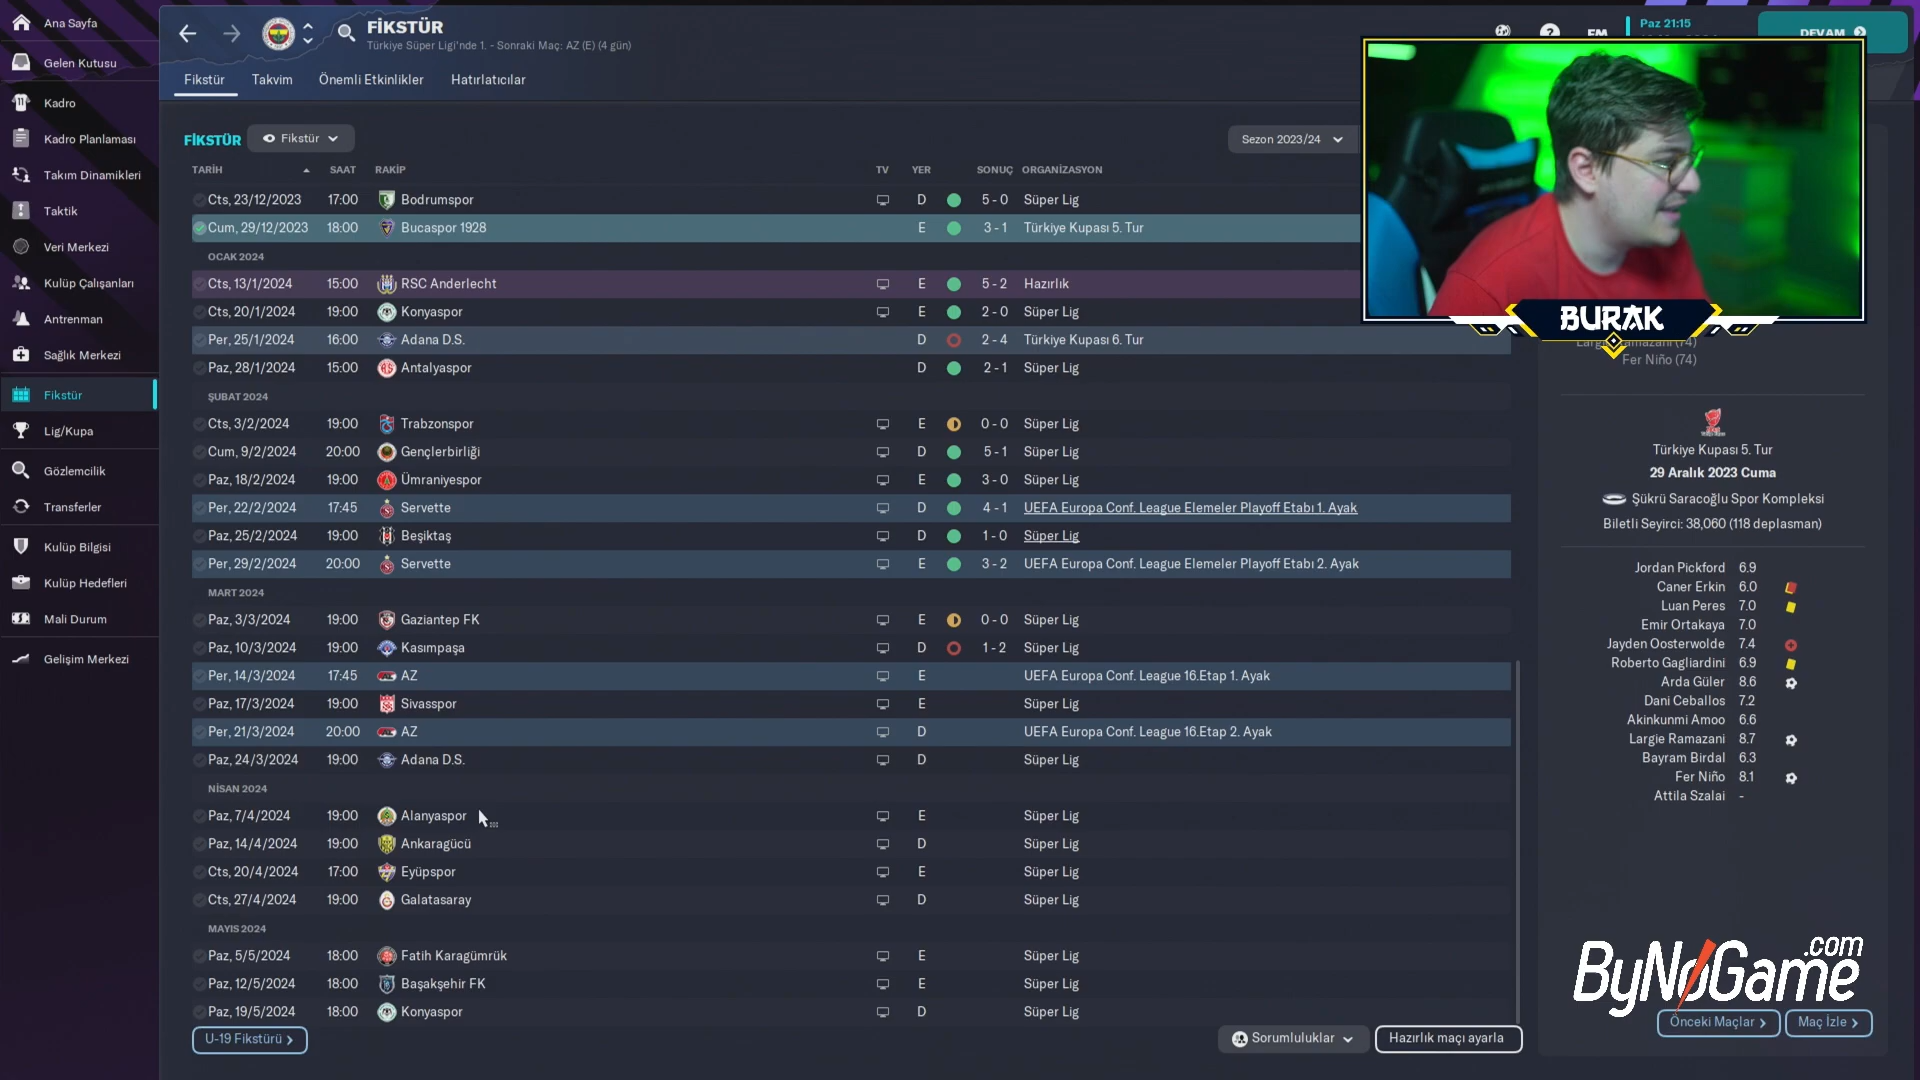 Ana Sayfa
Gelen Kutusu
Kadro
Kadro Planlaması
Takım Dinamikleri
Taktik
Veri Merkezi
Kulüp Çalışanları
Antrenman
Sağlık Merkezi
Fikstür
Lig/Kupa
Gözlemcilik
Transferler
Kulüp Bilgisi
Kulüp Hedefleri
Mali Durum
Gelişim Merkezi
FİKSTÜR
Türkiye Süper Ligi'nde 1. - Sonraki Maç: AZ (E) (4 gün)
FM
Paz 21:15
DEVAM
Fikstür Takvim Önemli Etkinlikler Hatırlatıcılar
FİKSTÜR Fikstür Sezon 2023/24
TARİH SAAT RAKİP TV YER SONUÇ ORGANİZASYON
Cts, 23/12/2023 17:00 Bodrumspor D 5 - 0 Süper Lig
Cum, 29/12/2023 18:00 Bucaspor 1928 E 3 - 1 Türkiye Kupası 5. Tur
OCAK 2024
Cts, 13/1/2024 15:00 RSC Anderlecht E 5 - 2 Hazırlık
Cts, 20/1/2024 19:00 Konyaspor E 2 - 0 Süper Lig
Per, 25/1/2024 16:00 Adana D.S. D 2 - 4 Türkiye Kupası 6. Tur
Paz, 28/1/2024 15:00 Antalyaspor D 2 - 1 Süper Lig
ŞUBAT 2024
Cts, 3/2/2024 19:00 Trabzonspor E 0 - 0 Süper Lig
Cum, 9/2/2024 20:00 Gençlerbirliği D 5 - 1 Süper Lig
Paz, 18/2/2024 19:00 Ümraniyespor E 3 - 0 Süper Lig
Per, 22/2/2024 17:45 Servette D 4 - 1 UEFA Europa Conf. League Elemeler Playoff Etabı 1. Ayak
Paz, 25/2/2024 19:00 Beşiktaş D 1 - 0 Süper Lig
Per, 29/2/2024 20:00 Servette E 3 - 2 UEFA Europa Conf. League Elemeler Playoff Etabı 2. Ayak
MART 2024
Paz, 3/3/2024 19:00 Gaziantep FK E 0 - 0 Süper Lig
Paz, 10/3/2024 19:00 Kasımpaşa D 1 - 2 Süper Lig
Per, 14/3/2024 17:45 AZ E UEFA Europa Conf. League 16.Etap 1. Ayak
Paz, 17/3/2024 19:00 Sivasspor E Süper Lig
Per, 21/3/2024 20:00 AZ D UEFA Europa Conf. League 16.Etap 2. Ayak
Paz, 24/3/2024 19:00 Adana D.S. D Süper Lig
NİSAN 2024
Paz, 7/4/2024 19:00 Alanyaspor E Süper Lig
Paz, 14/4/2024 19:00 Ankaragücü D Süper Lig
Cts, 20/4/2024 17:00 Eyüpspor E Süper Lig
Cts, 27/4/2024 19:00 Galatasaray D Süper Lig
MAYIS 2024
Paz, 5/5/2024 18:00 Fatih Karagümrük E Süper Lig
Paz, 12/5/2024 18:00 Başakşehir FK E Süper Lig
Paz, 19/5/2024 18:00 Konyaspor D Süper Lig
U-19 Fikstürü
Sorumluluklar
Hazırlık maçı ayarla
BURAK
Fer Niño (74)
Türkiye Kupası 5. Tur
29 Aralık 2023 Cuma
Şükrü Saracoğlu Spor Kompleksi
Biletli Seyirci: 38,060 (118 deplasman)
Jordan Pickford 6.9
Caner Erkin 6.0
Luan Peres 7.0
Emir Ortakaya 7.0
Jayden Oosterwolde 7.4
Roberto Gagliardini 6.9
Arda Güler 8.6
Dani Ceballos 7.2
Akinkunmi Amoo 6.6
Largie Ramazani 8.7
Bayram Birdal 6.3
Fer Niño 8.1
Attila Szalai -
ByNoGame.com
Önceki Maçlar
Maç İzle